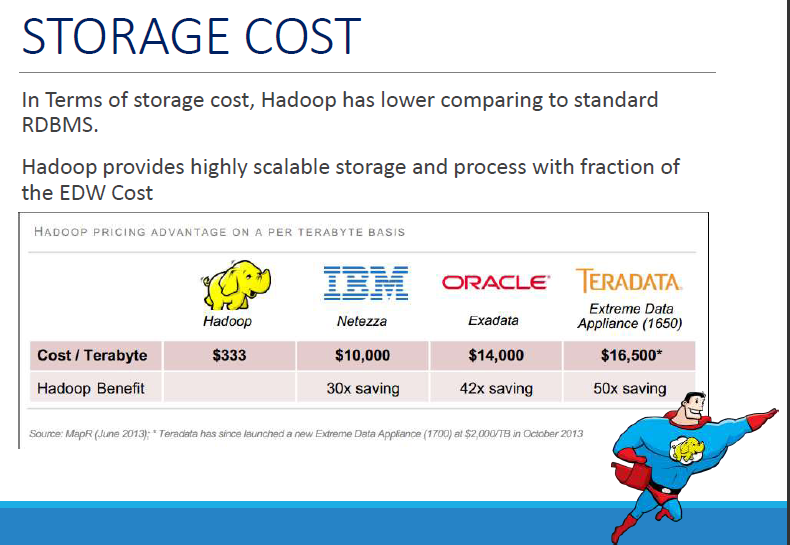 STORAGE COST
In Terms of storage cost, Hadoop has lower comparing to standard
RDBMS.
Hadoop provides highly scalable storage and process with fraction of
the EDW Cost
HADOOP PRICING ADVANTAGE ON A PER TERABYTE BASIS
IBM ORACLE TERADATA
Hadoop Netezza Exadata Extreme Data
Appliance (1650)
Cost / Terabyte $333 $10,000 $14,000 $16,500*
Hadoop Benefit 30x saving 42x saving 50x saving
Source: MapR (June 2013); * Teradata has since launched a new Extreme Data Appliance (1700) at $2,000/TB in October 2013